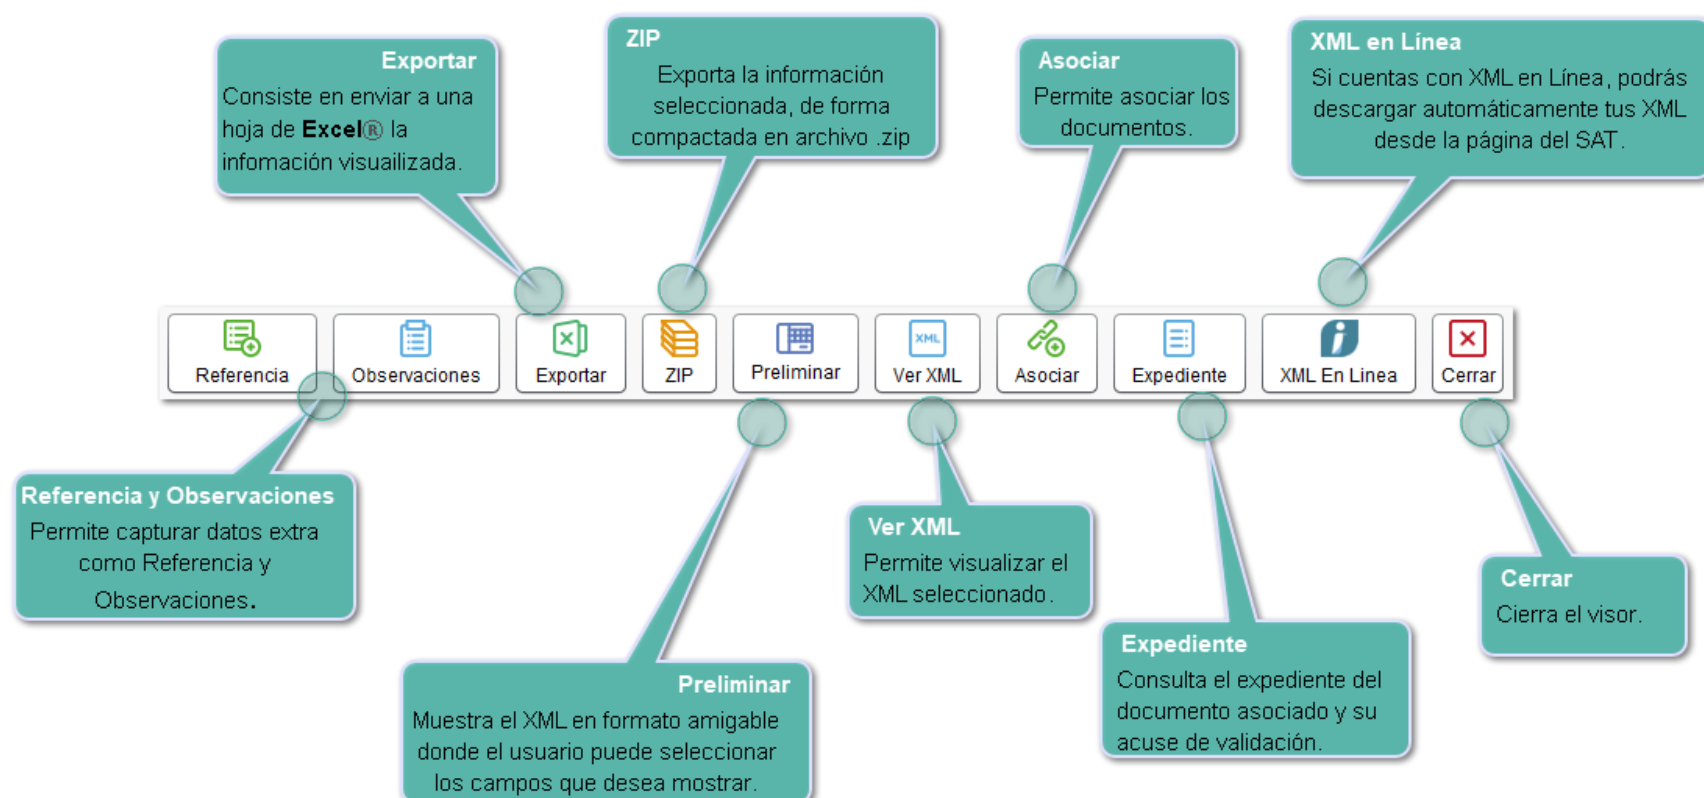 Exportar
Consiste en enviar a una
hoja de Excel® la
infomación visuailizada.
ZIP
Exporta la información
seleccionada, de forma
compactada en archivo .zip
Asociar
Permite asociar los
documentos.
XML en Línea
Si cuentas con XML en Línea, podrás
descargar automáticamente tus XML
desde la página del SAT.
Referencia
Observaciones
Exportar
ZIP
Preliminar
XML
Ver XML
Asociar
Expediente
XML En Linea
Cerrar
Referencia y Observaciones
Permite capturar datos extra
como Referencia y
Observaciones.
Preliminar
Muestra el XML en formato amigable
donde el usuario puede seleccionar
los campos que desea mostrar.
Ver XML
Permite visualizar el
XML seleccionado.
Expediente
Consulta el expediente del
documento asociado y su
acuse de validación.
Cerrar
Cierra el visor.